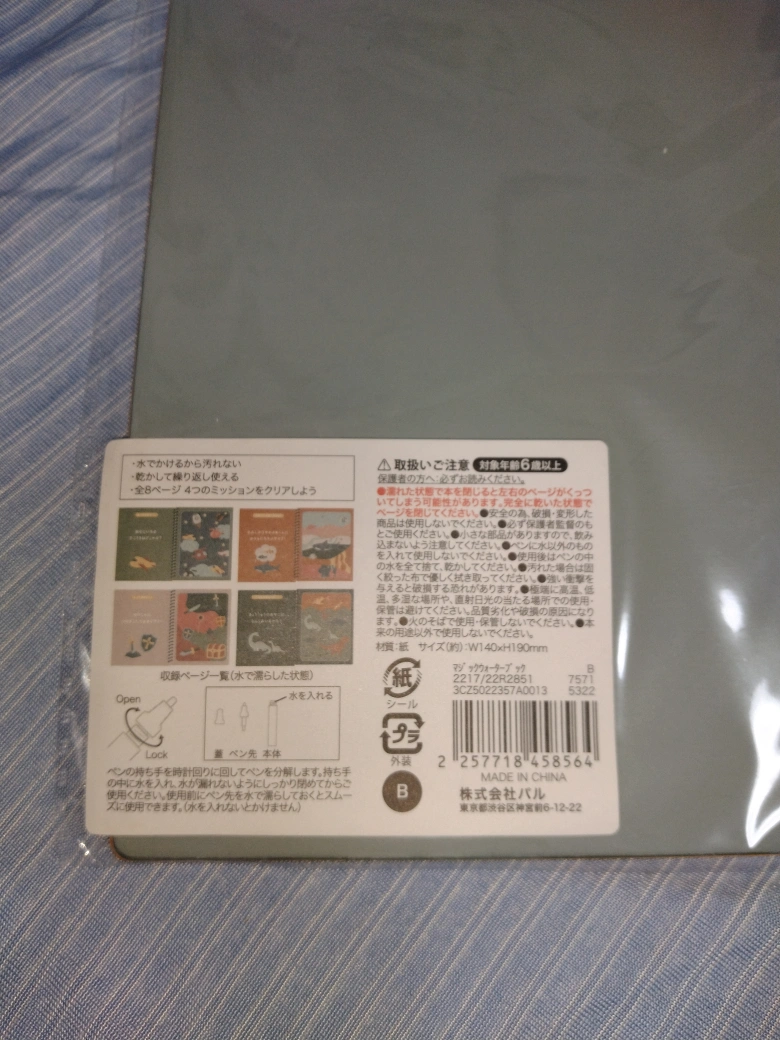 ・水でかけるから汚れない
・乾かして繰り返し使える
・全8ページ 4つのミッションをクリアしよう
収録ページ一覧(水で濡らした状態)
Open
Lock
水を入れる
蓋 ペン先 本体
ペンの持ち手を時計回りに回してペンを分解します。持ち手
の中に水を入れ、水が漏れないようにしっかり閉めてからご
使用ください。使用前にペン先を水で濡らしておくとスムー
ズに使用できます。(水を入れないとかけません)
⚠取扱いご注意 対象年齢6歳以上
保護者の方へ:必ずお読みください。
●濡れた状態で本を閉じると左右のページがくっつ
いてしまう可能性があります。完全に乾いた状態で
ページを閉じてください。●安全の為、破損・変形した
商品は使用しないでください。●必ず保護者監督のも
とご使用ください。●小さな部品がありますので、飲み
込まないよう注意してください。●ペンに水以外のもの
を入れて使用しないでください。●使用後はペンの中
の水を全て捨て、乾かしてください。●汚れた場合は固
く絞った布で優しく拭き取ってください。●強い衝撃を
与えると破損する恐れがあります。●極端に高温、低
温、多湿な場所や、直射日光の当たる場所での使用・
保管は避けてください。品質劣化や破損の原因になり
ます。●火のそばで使用・保管しないでください。●本
来の用途以外で使用しないでください。
材質:紙 サイズ(約):W140×H190mm
紙
シール
プラ
外装
B
マジックウォーターブック B
2217/22R2851 7571
3CZ5022357A0013 5322
2 257718 458564
MADE IN CHINA
株式会社パル
東京都渋谷区神宮前6-12-22